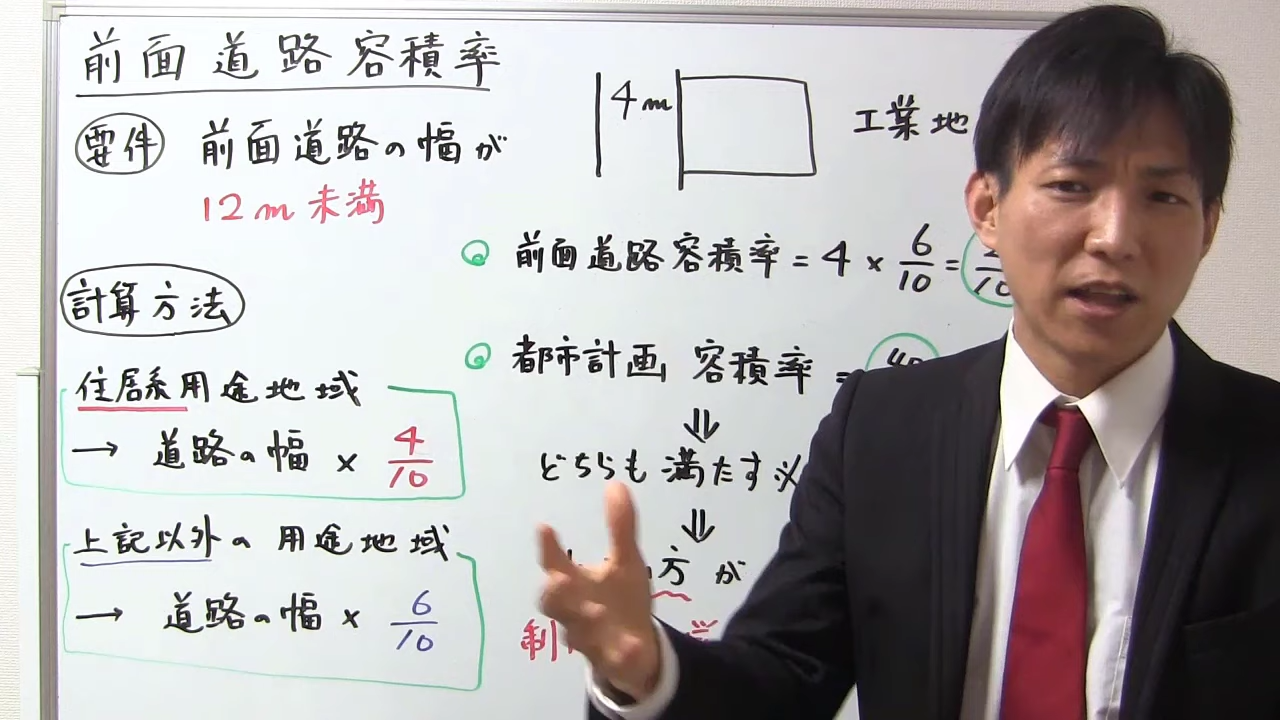 前面道路容積率
要件 前面道路の幅が
12m未満
計算方法
住居系用途地域
→ 道路の幅 × 4/10
上記以外の用途地域
→ 道路の幅 × 6/10
4m
工業地
前面道路容積率 = 4 × 6/10 =
都市計画 容積率 =
⇓
どちらも満たす必
⇓
方が
制